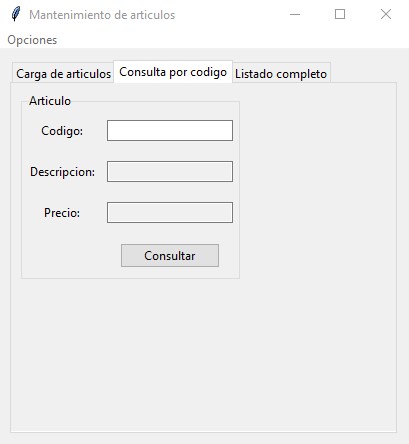 Mantenimiento de articulos
Opciones
Carga de articulos Consulta por codigo Listado completo
Articulo
Codigo:
Descripcion:
Precio:
Consultar